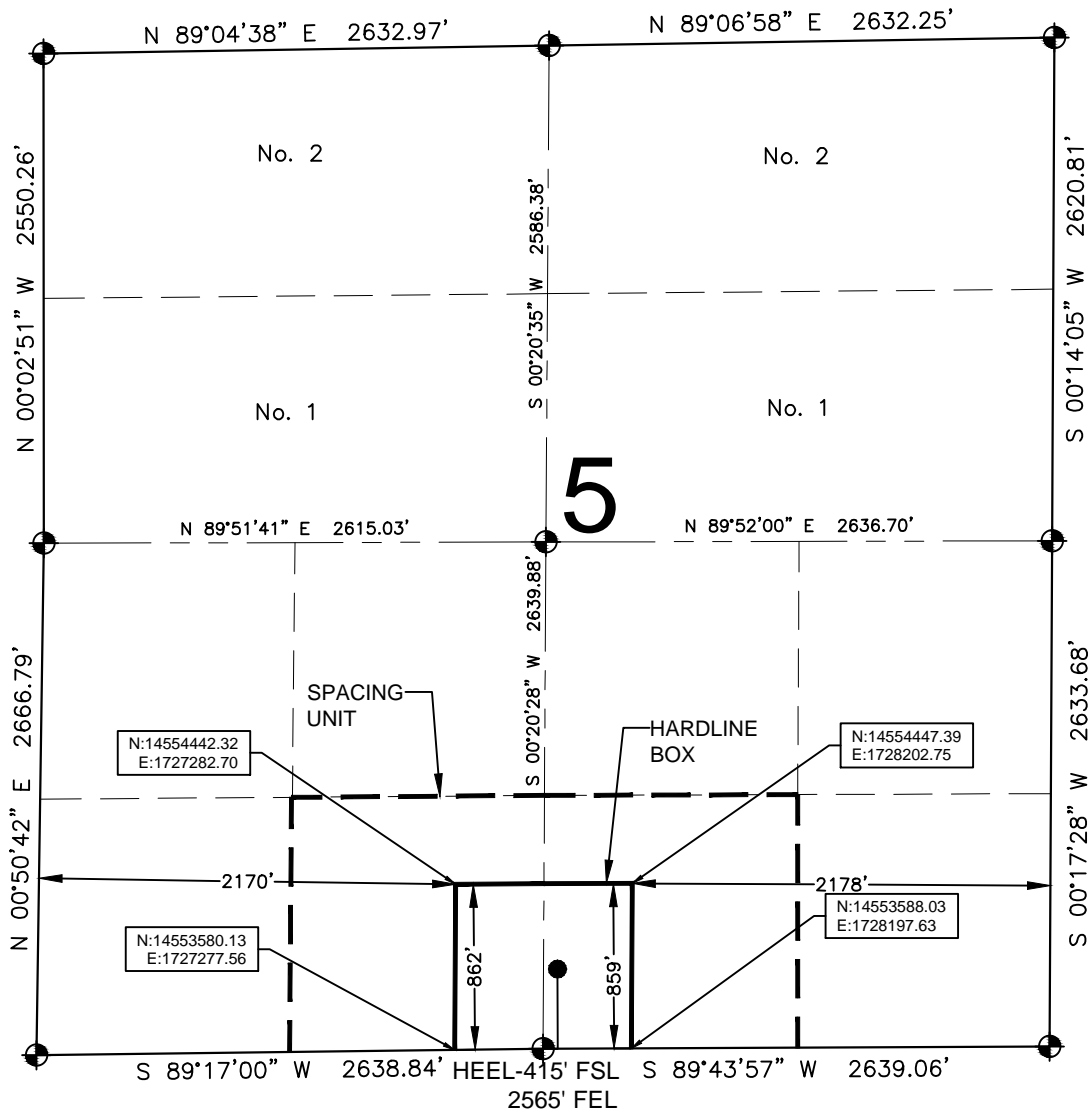 N 89°04'38" E 2632.97'
N 89°06'58" E 2632.25'
N 00°02'51" W 2550.26'
No. 2
No. 2
S 00°20'35" W 2586.38'
S 00°14'05" W 2620.81'
No. 1
No. 1
5
N 89°51'41" E 2615.03'
N 89°52'00" E 2636.70'
N 00°50'42" E 2666.79'
S 00°20'28" W 2639.88'
S 00°17'28" W 2633.68'
SPACING
UNIT
HARDLINE
BOX
N:14554442.32
E:1727282.70
N:14554447.39
E:1728202.75
2170'
2178'
N:14553580.13
E:1727277.56
862'
859'
N:14553588.03
E:1728197.63
S 89°17'00" W 2638.84'
HEEL-415' FSL
2565' FEL
S 89°43'57" W 2639.06'